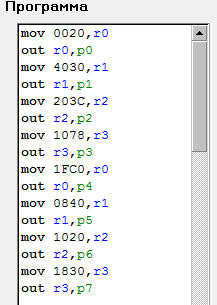 Программа
mov 0020,r0
out r0,p0
mov 4030,r1
out r1,p1
mov 203C,r2
out r2,p2
mov 1078,r3
out r3,p3
mov 1FC0,r0
out r0,p4
mov 0840,r1
out r1,p5
mov 1020,r2
out r2,p6
mov 1830,r3
out r3,p7